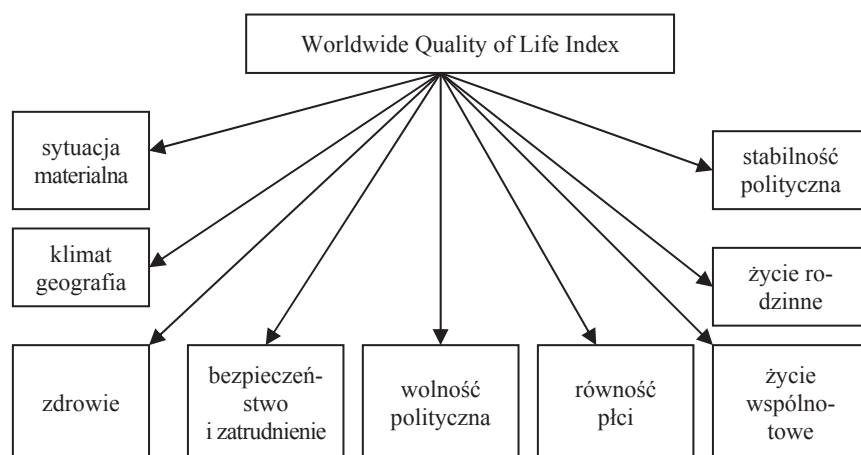 Worldwide Quality of Life Index
sytuacja
materialna
stabilność
polityczna
klimat
geografia
życie ro-
dzinne
zdrowie
bezpieczeń-
stwo
i zatrudnienie
wolność
polityczna
równość
płci
życie
wspólno-
towe